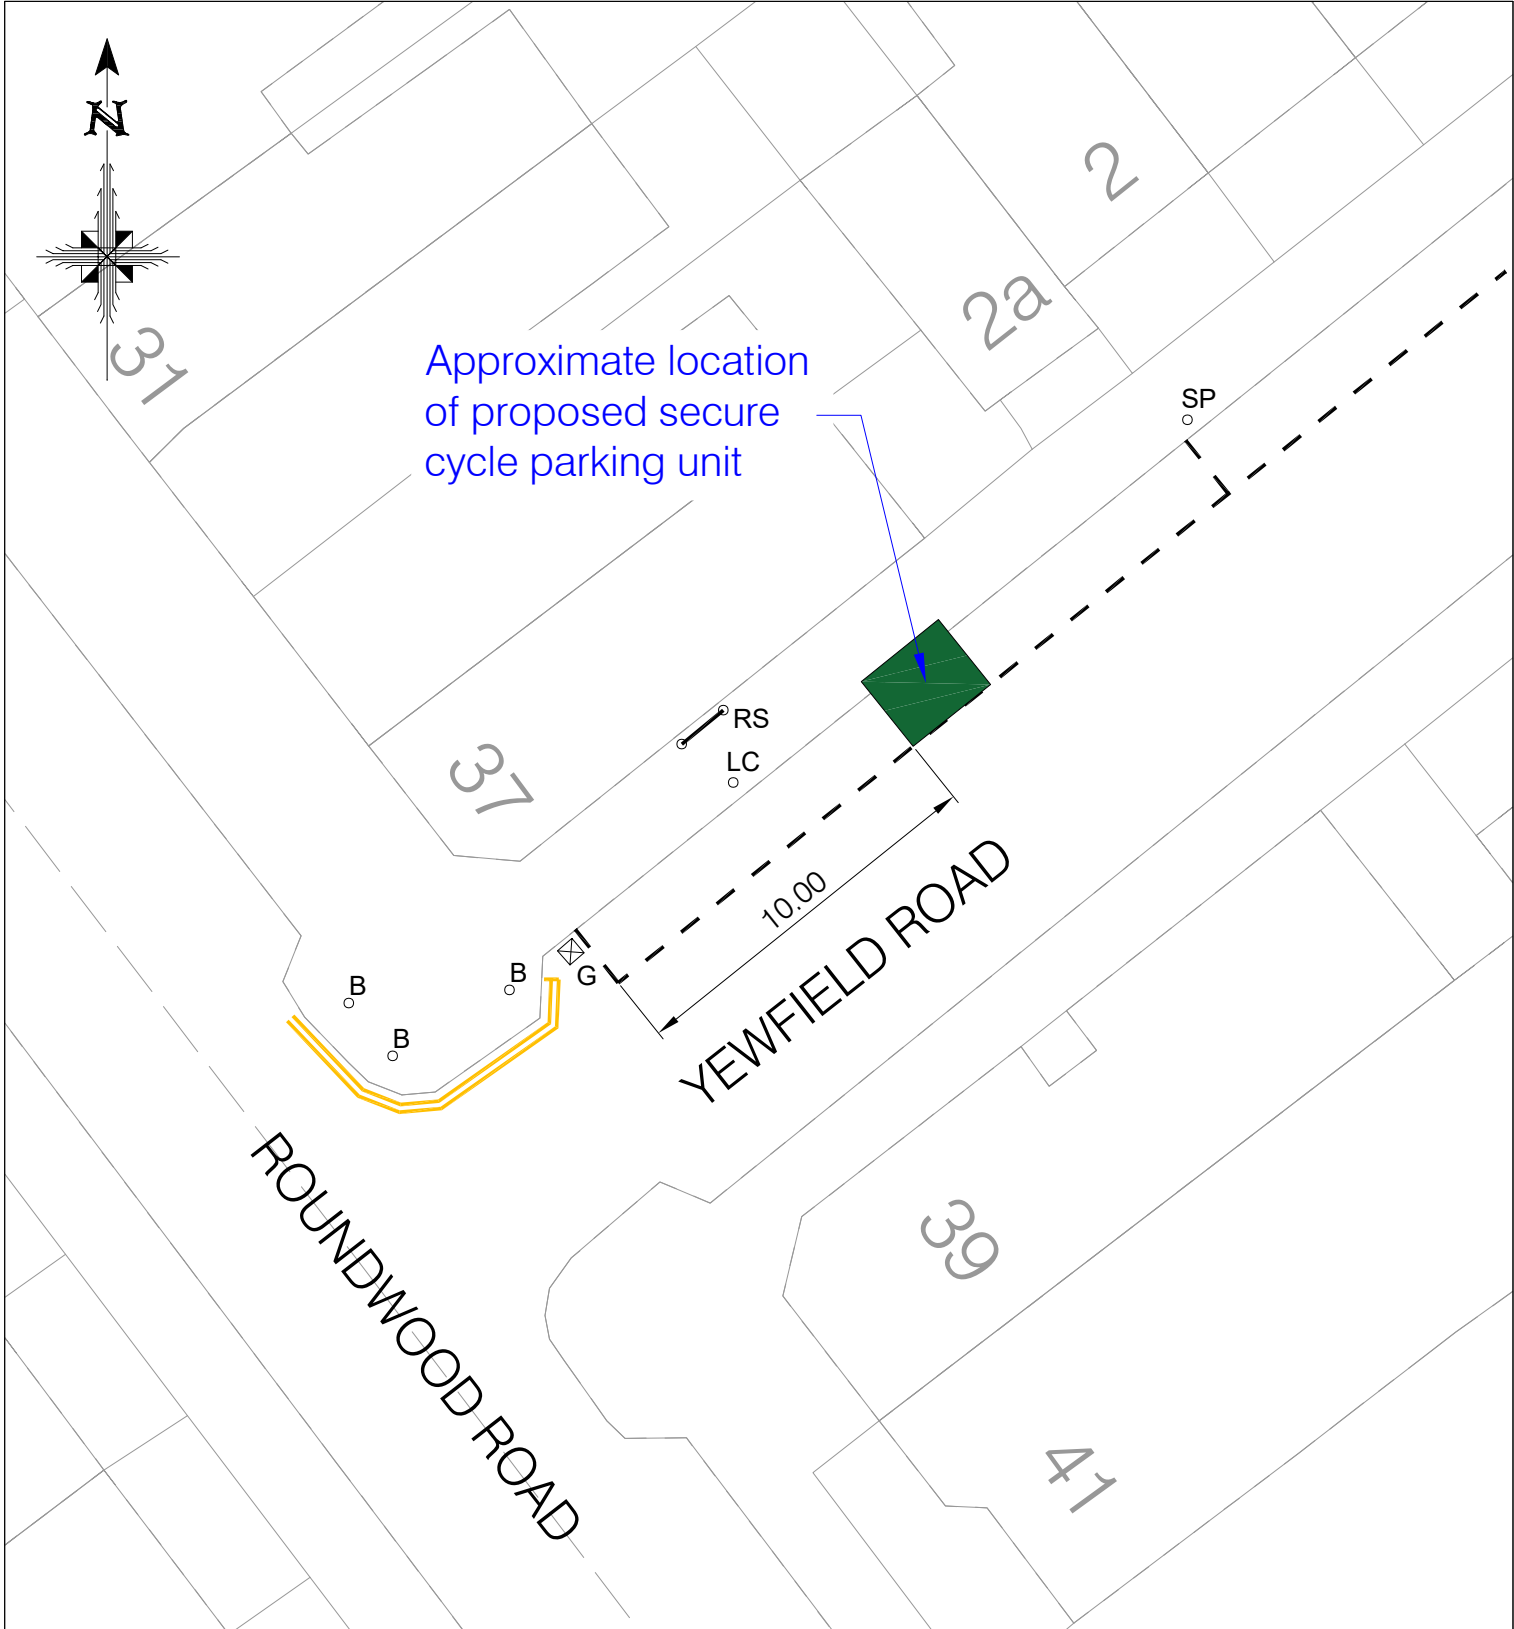 N
2
2a
31
Approximate location
of proposed secure
cycle parking unit
SP
RS
LC
37
10.00
YEWFIELD ROAD
B
G
B
B
ROUNDWOOD ROAD
39
41